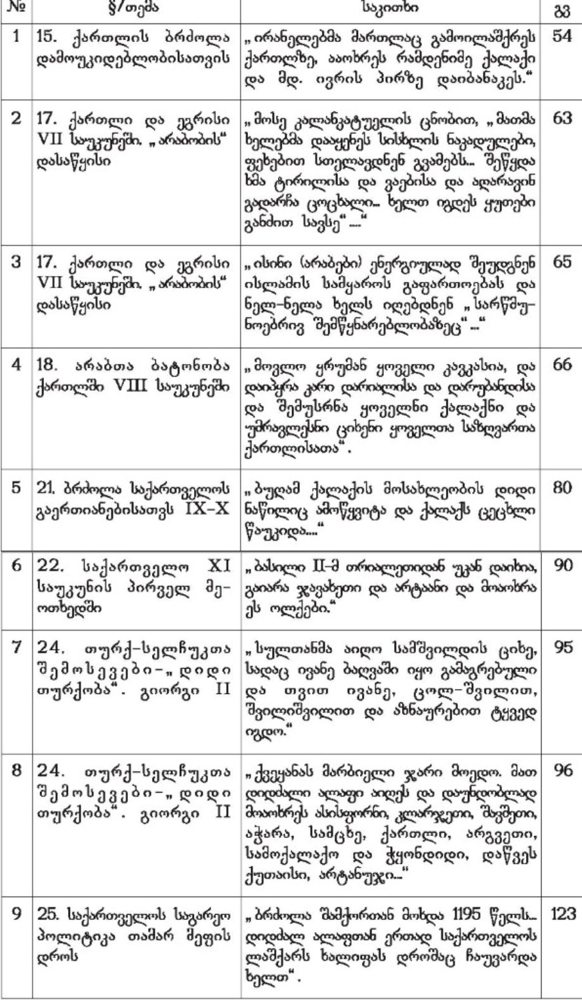 № §/თემა საკითხი გვ
1 15. ქართლის ბრძოლა „ირანელებმა მართლაც გამოილაშქრეს 54
დამოუკიდებლობისათვის ქართლზე, ააოხრეს რამდენიმე ქალაქი
და მდ. ივრის პირზე დაიბანაკეს.“
2 17. ქართლი და ეგრისი „მოსე კალანკატუელის ცნობით, „მათმა 63
VII საუკუნეში. „არაბობის“ ხელებმა დააყენეს სისხლის ნაკადულები,
დასაწყისი ფეხებით სთელავდნენ გვამებს... შეწყდა
ხმა ტირილისა და ვაებისა და აღარავინ
გადარჩა ცოცხალი... ხელთ იგდეს ყუთები
განძით სავსე“....“
3 17. ქართლი და ეგრისი „ისინი (არაბები) ენერგიულად შეუდგნენ 65
VII საუკუნეში. „არაბობის“ ისლამის სამყაროს გაფართოებას და
დასაწყისი ნელ-ნელა ხელს იღებდნენ „სარწმუ-
ნოებრივ შემწყნარებლობაზეც“...“
4 18. არაბთა ბატონობა „მოვლო ყრუმან ყოველი კავკასია, და 66
ქართლში VIII საუკუნეში დაიპყრა კარი დარიალისა და დარუბანდისა
და შემუსრნა ყოველნი ქალაქნი და
უმრავლესნი ციხენი ყოველთა საზღვართა
ქართლისათა“.
5 21. ბრძოლა საქართველოს „ბუღამ ქალაქის მოსახლეობის დიდი 80
გაერთიანებისათვს IX-X ნაწილიც ამოწყვიტა და ქალაქს ცეცხლი
წაუკიდა....“
6 22. საქართველო XI „ბასილი II-მ თრიალეთიდან უკან დაიხია, 90
საუკუნის პირველ მე- გაიარა ჯავახეთი და არტაანი და მოაოხრა
ოთხედში ეს ოლქები.“
7 24. თურქ-სელჩუკთა „სულთანმა აიღო სამშვილდის ციხე, 95
შემოსევები-„დიდი სადაც ივანე ბაღვაში იყო გამაგრებული
თურქობა“. გიორგი II და თვით ივანე, ცოლ-შვილით,
შვილიშვილით და აზნაურებით ტყვედ
იგდო.“
8 24. თურქ-სელჩუკთა „ქვეყანას მარბიელი ჯარი მოედო. მათ 96
შემოსევები-„დიდი დიდძალი ალაფი აიღეს და დაუნდობლად
თურქობა“. გიორგი II მოაოხრეს ასისფორნი, კლარჯეთი, შავშეთი,
აჭარა, სამცხე, ქართლი, არგვეთი,
სამოქალაქო და ჭყონდიდი, დაწვეს
ქუთაისი, არტანუჯი...“
9 25. საქართველოს საგარეო „ბრძოლა შამქორთან მოხდა 1195 წელს... 123
პოლიტიკა თამარ მეფის დიდძალ ალაფთან ერთად საქართველოს
დროს ლაშქარს ხალიფას დროშაც ჩაუვარდა
ხელთ“.